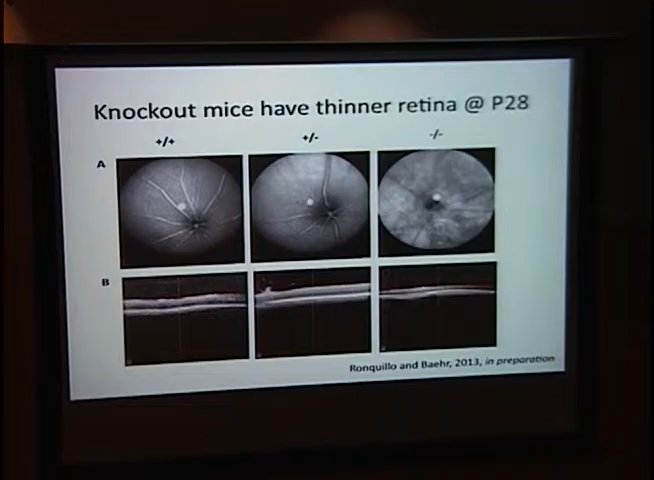 Knockout mice have thinner retina @ P28
+/+ +/- -/-
A
B
Ronquillo and Baehr, 2013, in preparation